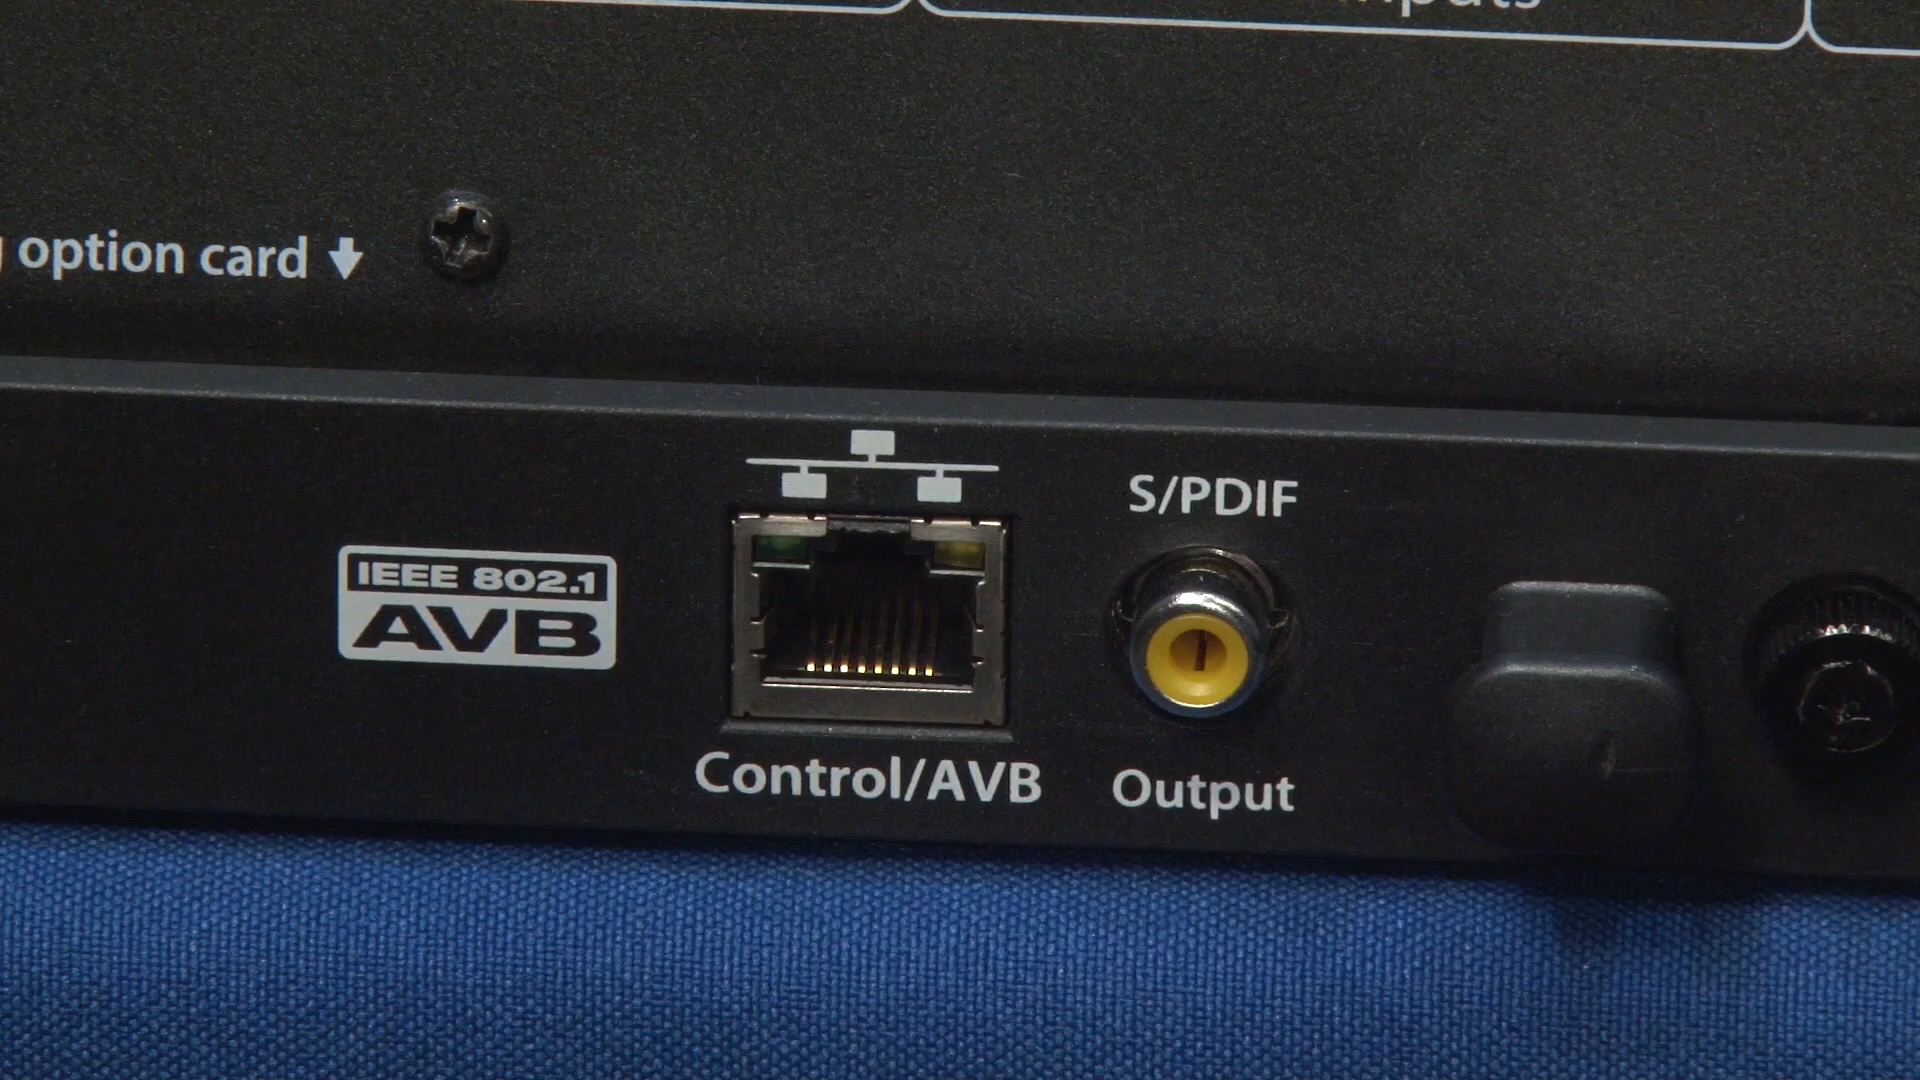 option card
S/PDIF
IEEE 802.1
AVB
Control/AVB
Output